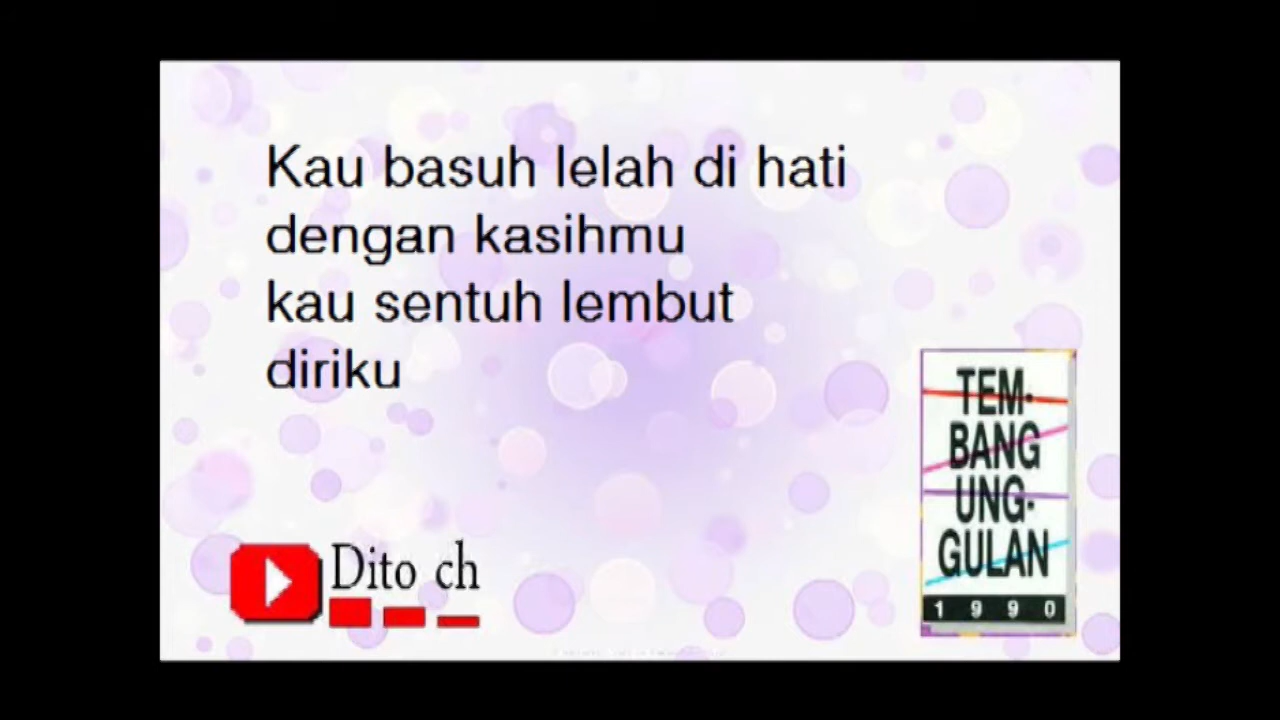 Kau basuh lelah di hati
dengan kasihmu
kau sentuh lembut
diriku
TEM-
BANG
UNG-
GULAN
1990
Dito ch